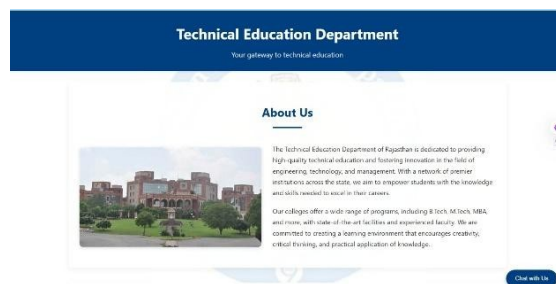 Technical Education Department
Your gateway to technical education
About Us
The Technical Education Department of Rajasthan is dedicated to providing
high-quality technical education and fostering innovation in the field of
engineering, technology, and management. With a network of premier
institutions across the state, we aim to empower students with the knowledge
and skills needed to excel in their careers.
Our colleges offer a wide range of programs, including B.Tech, M.Tech, MBA,
and more, with state-of-the-art facilities and experienced faculty. We are
committed to creating a learning environment that encourages creativity,
critical thinking, and practical application of knowledge.
Chat with Us